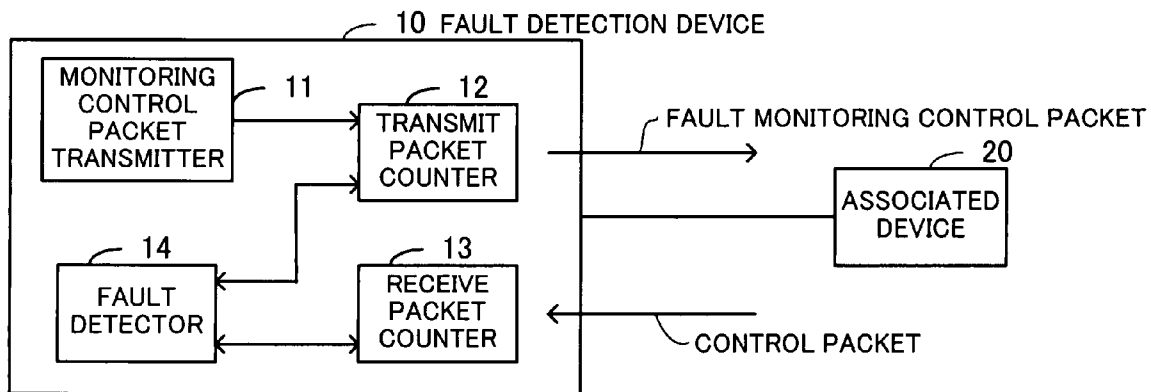 10 FAULT DETECTION DEVICE
MONITORING
CONTROL
PACKET
TRANSMITTER
11
12
TRANSMIT
PACKET
COUNTER
FAULT MONITORING CONTROL PACKET
20
ASSOCIATED
DEVICE
14
FAULT
DETECTOR
13
RECEIVE
PACKET
COUNTER
CONTROL PACKET